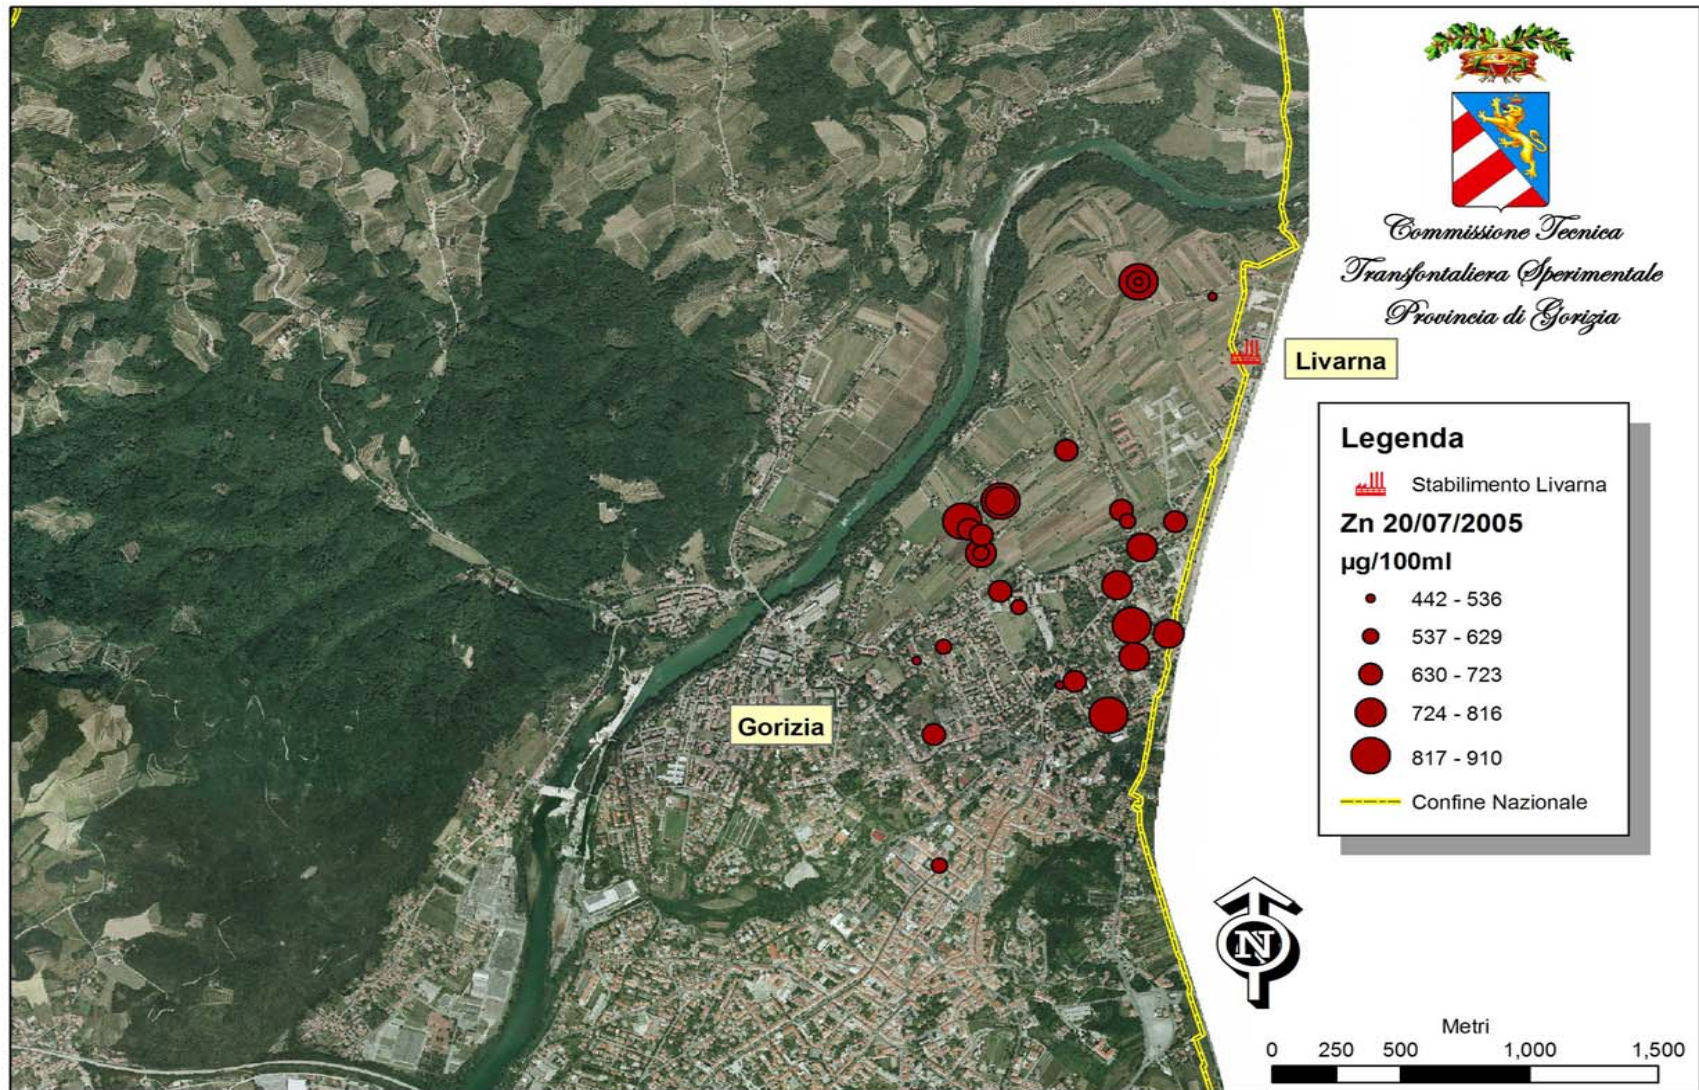 Commissione Tecnica
Transfontaliera Sperimentale
Provincia di Gorizia
Livarna
Legenda
Stabilimento Livarna
Zn 20/07/2005
µg/100ml
442 - 536
537 - 629
630 - 723
724 - 816
817 - 910
Confine Nazionale
Gorizia
N
Metri
0 250 500 1,000 1,500